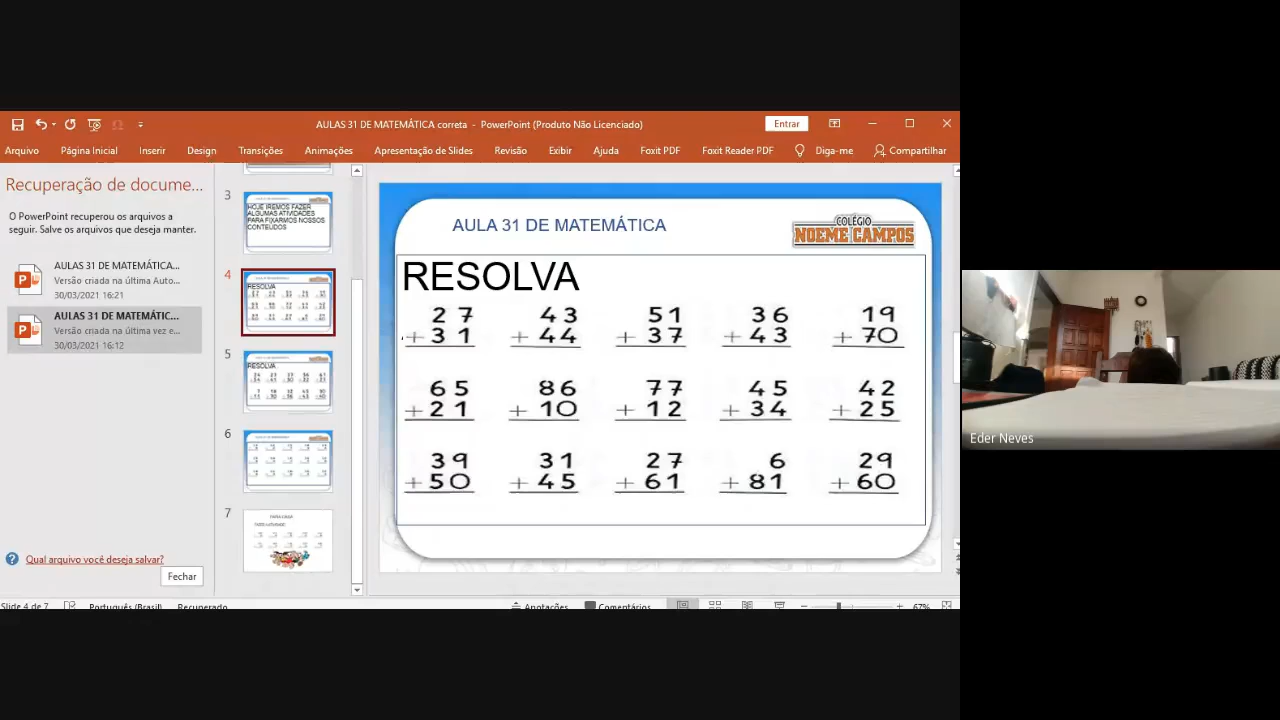 AULAS 31 DE MATEMÁTICA correta - PowerPoint (Produto Não Licenciado)
Entrar
Arquivo Página Inicial Inserir Design Transições Animações Apresentação de Slides Revisão Exibir Ajuda Foxit PDF Foxit Reader PDF Diga-me Compartilhar
Recuperação de docume...
O PowerPoint recuperou os arquivos a
seguir. Salve os arquivos que deseja manter.
AULAS 31 DE MATEMÁTICA...
Versão criada na última Auto...
30/03/2021 16:21
AULAS 31 DE MATEMÁTIC...
Versão criada na última vez e...
30/03/2021 16:12
Qual arquivo você deseja salvar?
Fechar
3
HOJE IREMOS FAZER
ALGUMAS ATIVIDADES
PARA FIXARMOS NOSSOS
CONTEÚDOS
4
RESOLVA
5
RESOLVA
6
7
AULA 31 DE MATEMÁTICA
COLÉGIO
NOEME CAMPOS
RESOLVA
27 43 51 36 19
+31 +44 +37 +43 +70
65 86 77 45 42
+21 +10 +12 +34 +25
39 31 27 6 29
+50 +45 +61 +81 +60
Slide 4 de 7 Português (Brasil) Recuperado Anotações Comentários 67%
Eder Neves